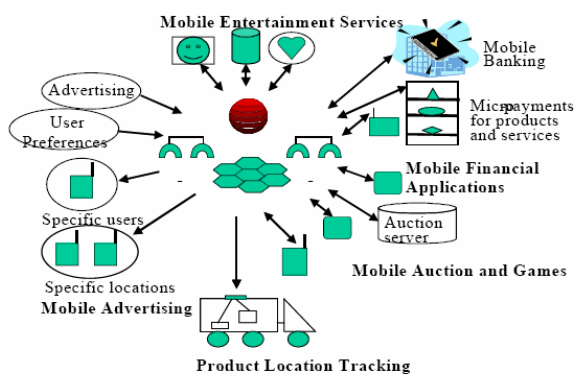 Mobile Entertainment Services
Mobile
Banking
Advertising
User
Preferences
Micropayments
for products
and services
Mobile Financial
Applications
Specific users
Auction
server
Specific locations
Mobile Advertising
Mobile Auction and Games
Product Location Tracking